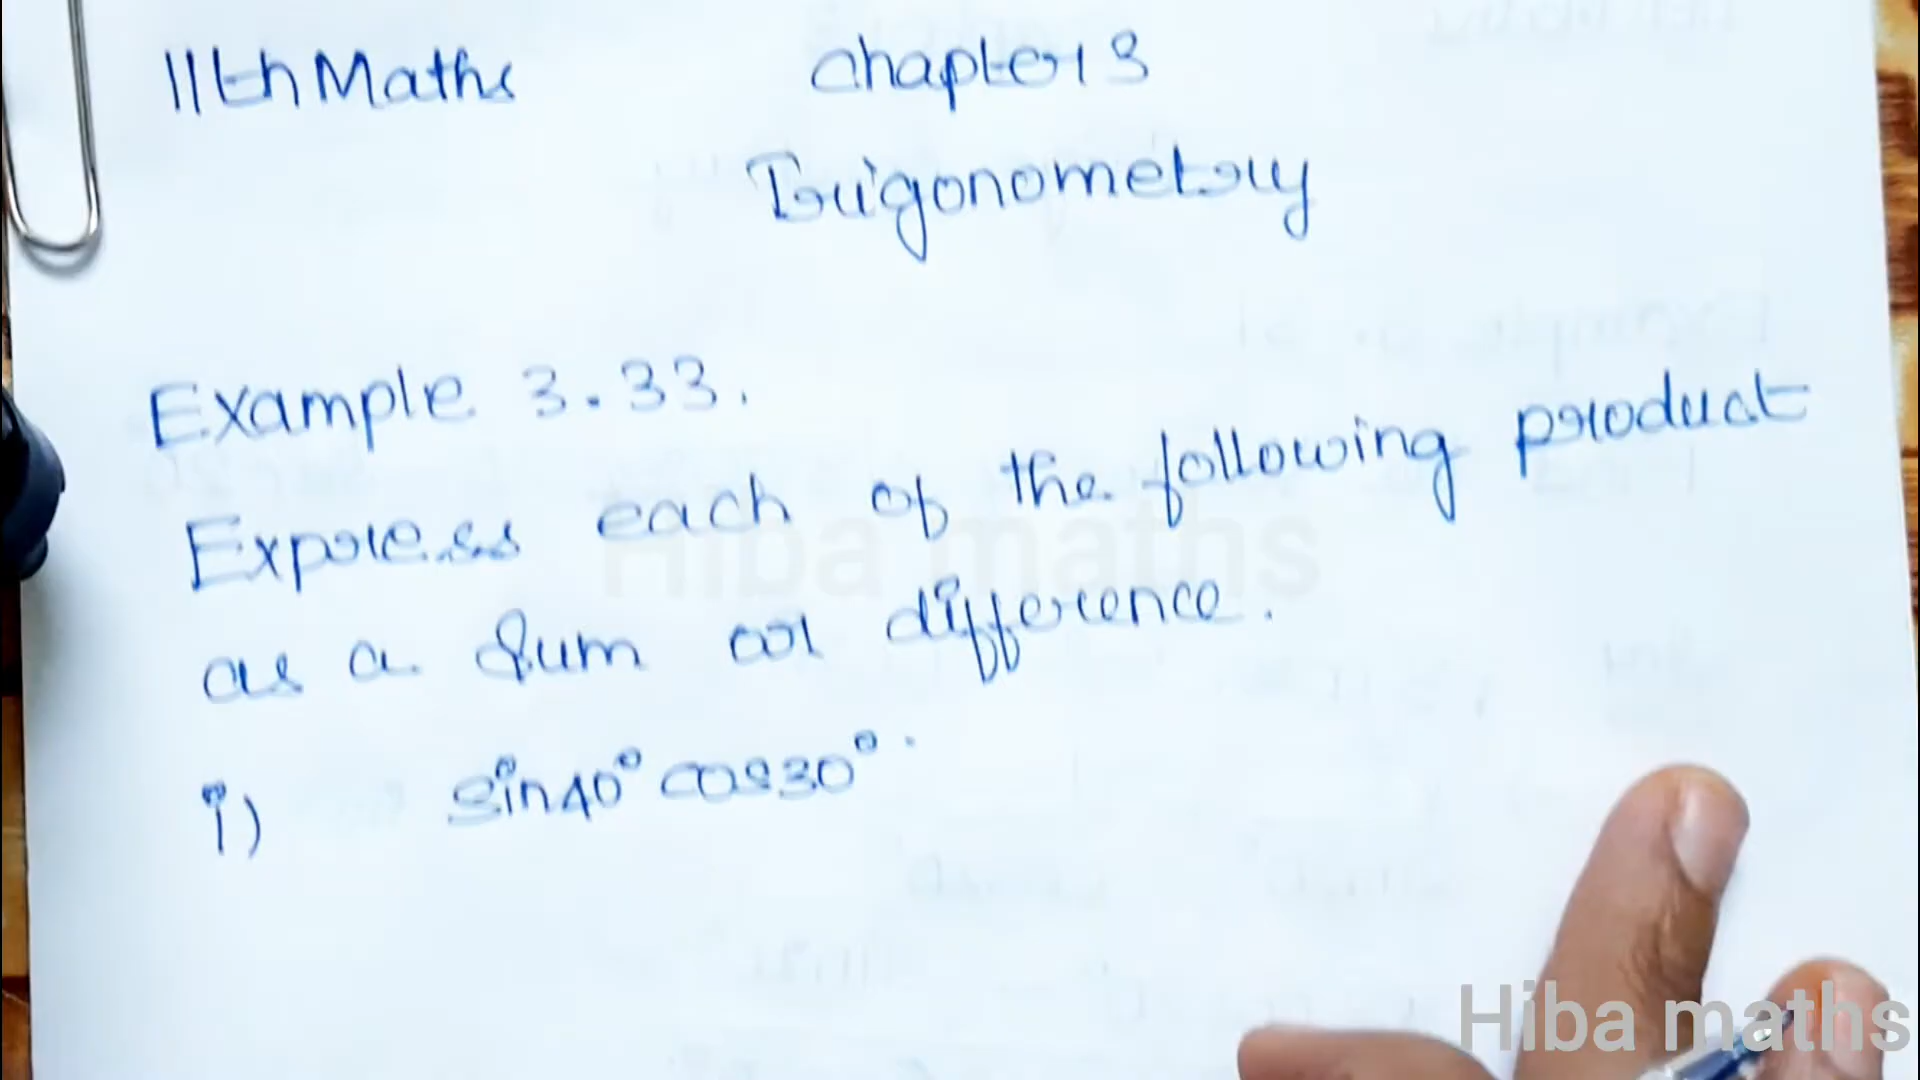 11th Maths Chapter 3
Trigonometry
Example 3.33.
Express each of the following product
as a sum or difference.
i) sin40° cos30°.
Hiba maths
Hiba maths